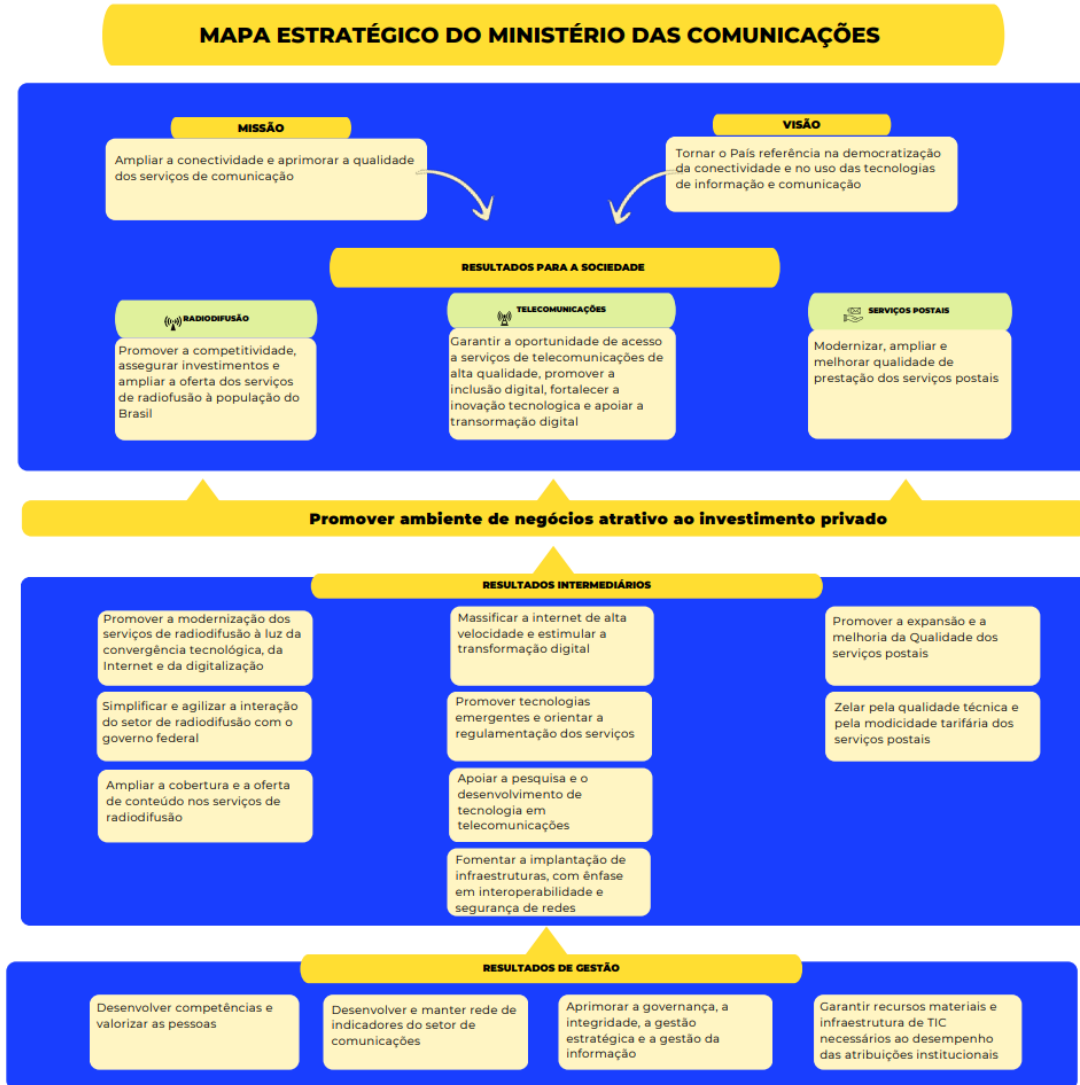 MAPA ESTRATÉGICO DO MINISTÉRIO DAS COMUNICAÇÕES
MISSÃO
Ampliar a conectividade e aprimorar a qualidade
dos serviços de comunicação
VISÃO
Tornar o País referência na democratização
da conectividade e no uso das tecnologias
de informação e comunicação
RESULTADOS PARA A SOCIEDADE
RADIODIFUSÃO
Promover a competitividade,
assegurar investimentos e
ampliar a oferta dos serviços
de radiofusão à população do
Brasil
TELECOMUNICAÇÕES
Garantir a oportunidade de acesso
a serviços de telecomunicações de
alta qualidade, promover a
inclusão digital, fortalecer a
inovação tecnologica e apoiar a
transormação digital
SERVIÇOS POSTAIS
Modernizar, ampliar e
melhorar qualidade de
prestação dos serviços postais
Promover ambiente de negócios atrativo ao investimento privado
RESULTADOS INTERMEDIÁRIOS
Promover a modernização dos
serviços de radiodifusão à luz da
convergência tecnológica, da
Internet e da digitalização
Simplificar e agilizar a interação
do setor de radiodifusão com o
governo federal
Ampliar a cobertura e a oferta
de conteúdo nos serviços de
radiodifusão
Massificar a internet de alta
velocidade e estimular a
transformação digital
Promover tecnologias
emergentes e orientar a
regulamentação dos serviços
Apoiar a pesquisa e o
desenvolvimento de
tecnologia em
telecomunicações
Fomentar a implantação de
infraestruturas, com ênfase
em interoperabilidade e
segurança de redes
Promover a expansão e a
melhoria da Qualidade dos
serviços postais
Zelar pela qualidade técnica e
pela modicidade tarifária dos
serviços postais
RESULTADOS DE GESTÃO
Desenvolver competências e
valorizar as pessoas
Desenvolver e manter rede de
indicadores do setor de
comunicações
Aprimorar a governança, a
integridade, a gestão
estratégica e a gestão da
informação
Garantir recursos materiais e
infraestrutura de TIC
necessários ao desempenho
das atribuições institucionais